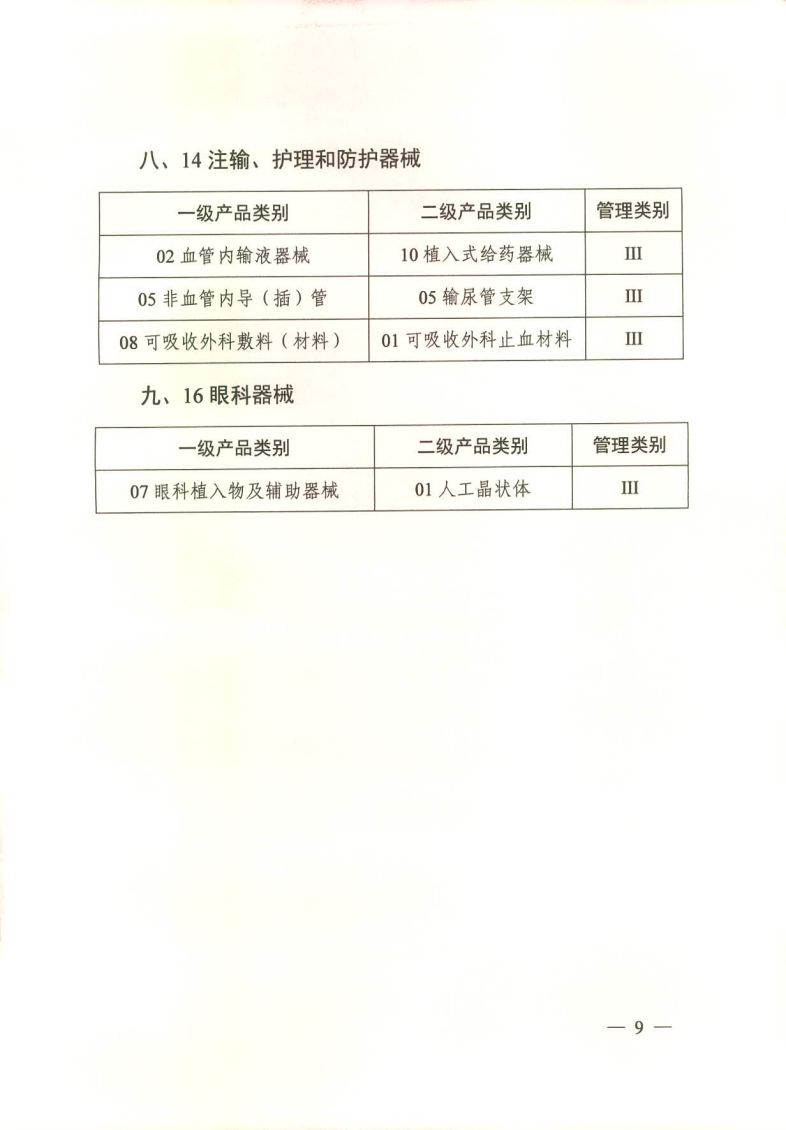 八、14 注输、护理和防护器械
一级产品类别 二级产品类别 管理类别
02 血管内输液器械 10 植入式给药器械 III
05 非血管内导（插）管 05 输尿管支架 III
08 可吸收外科敷料（材料） 01 可吸收外科止血材料 III
九、16 眼科器械
一级产品类别 二级产品类别 管理类别
07 眼科植入物及辅助器械 01 人工晶状体 III
— 9 —